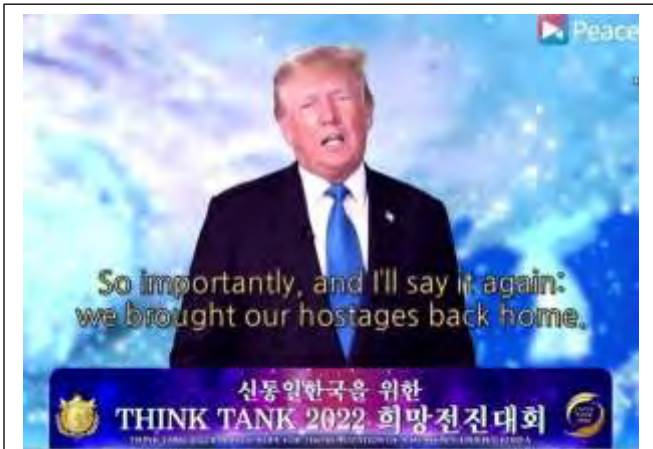 Peace
So importantly, and I'll say it again:
we brought our hostages back home.
신통일한국을 위한
THINK TANK 2022 희망전진대회